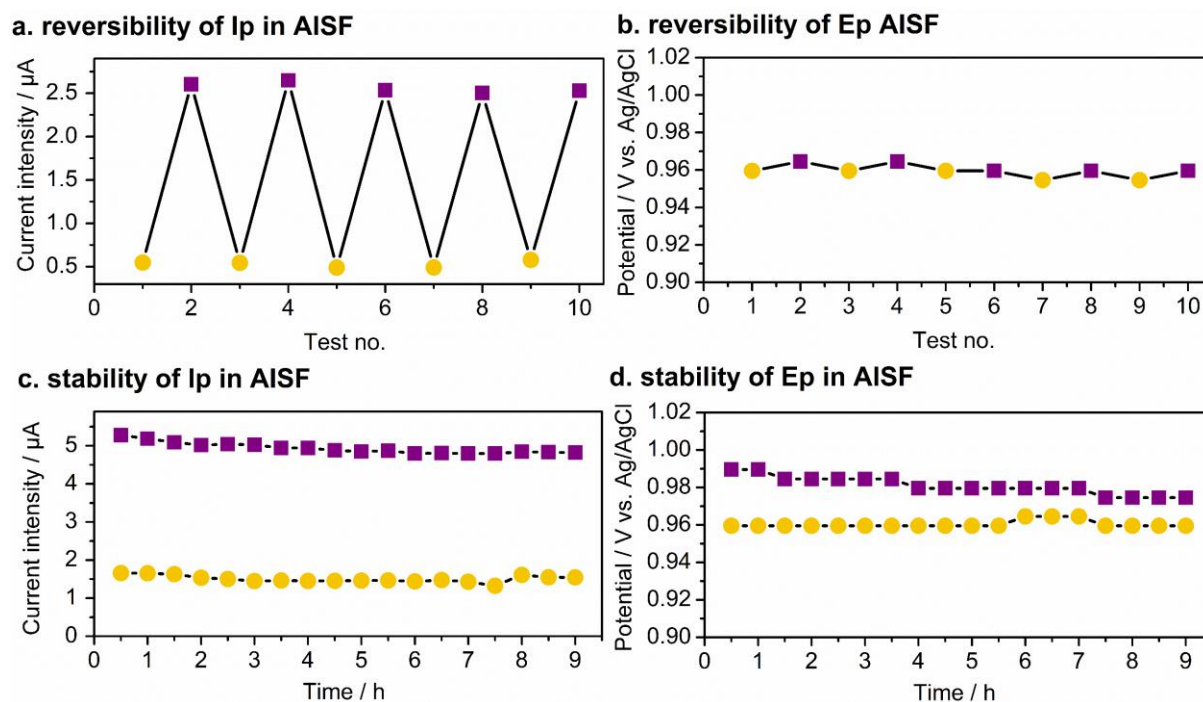 a. reversibility of Ip in AISF
Current intensity / µA
2.5
2.0
1.5
1.0
0.5
0 2 4 6 8 10
Test no.
b. reversibility of Ep AISF
Potential / V vs. Ag/AgCl
1.02
1.00
0.98
0.96
0.94
0.92
0.90
0 1 2 3 4 5 6 7 8 9 10
Test no.
c. stability of Ip in AISF
Current intensity / µA
5
4
3
2
1
0
0 1 2 3 4 5 6 7 8 9
Time / h
d. stability of Ep in AISF
Potential / V vs. Ag/AgCl
1.02
1.00
0.98
0.96
0.94
0.92
0.90
0 1 2 3 4 5 6 7 8 9
Time / h